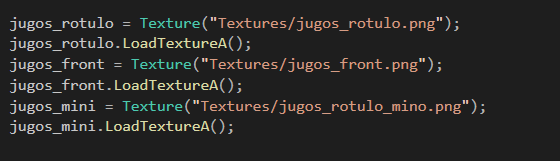 jugos_rotulo = Texture("Textures/jugos_rotulo.png");
jugos_rotulo.LoadTextureA();
jugos_front = Texture("Textures/jugos_front.png");
jugos_front.LoadTextureA();
jugos_mini = Texture("Textures/jugos_rotulo_mino.png");
jugos_mini.LoadTextureA();